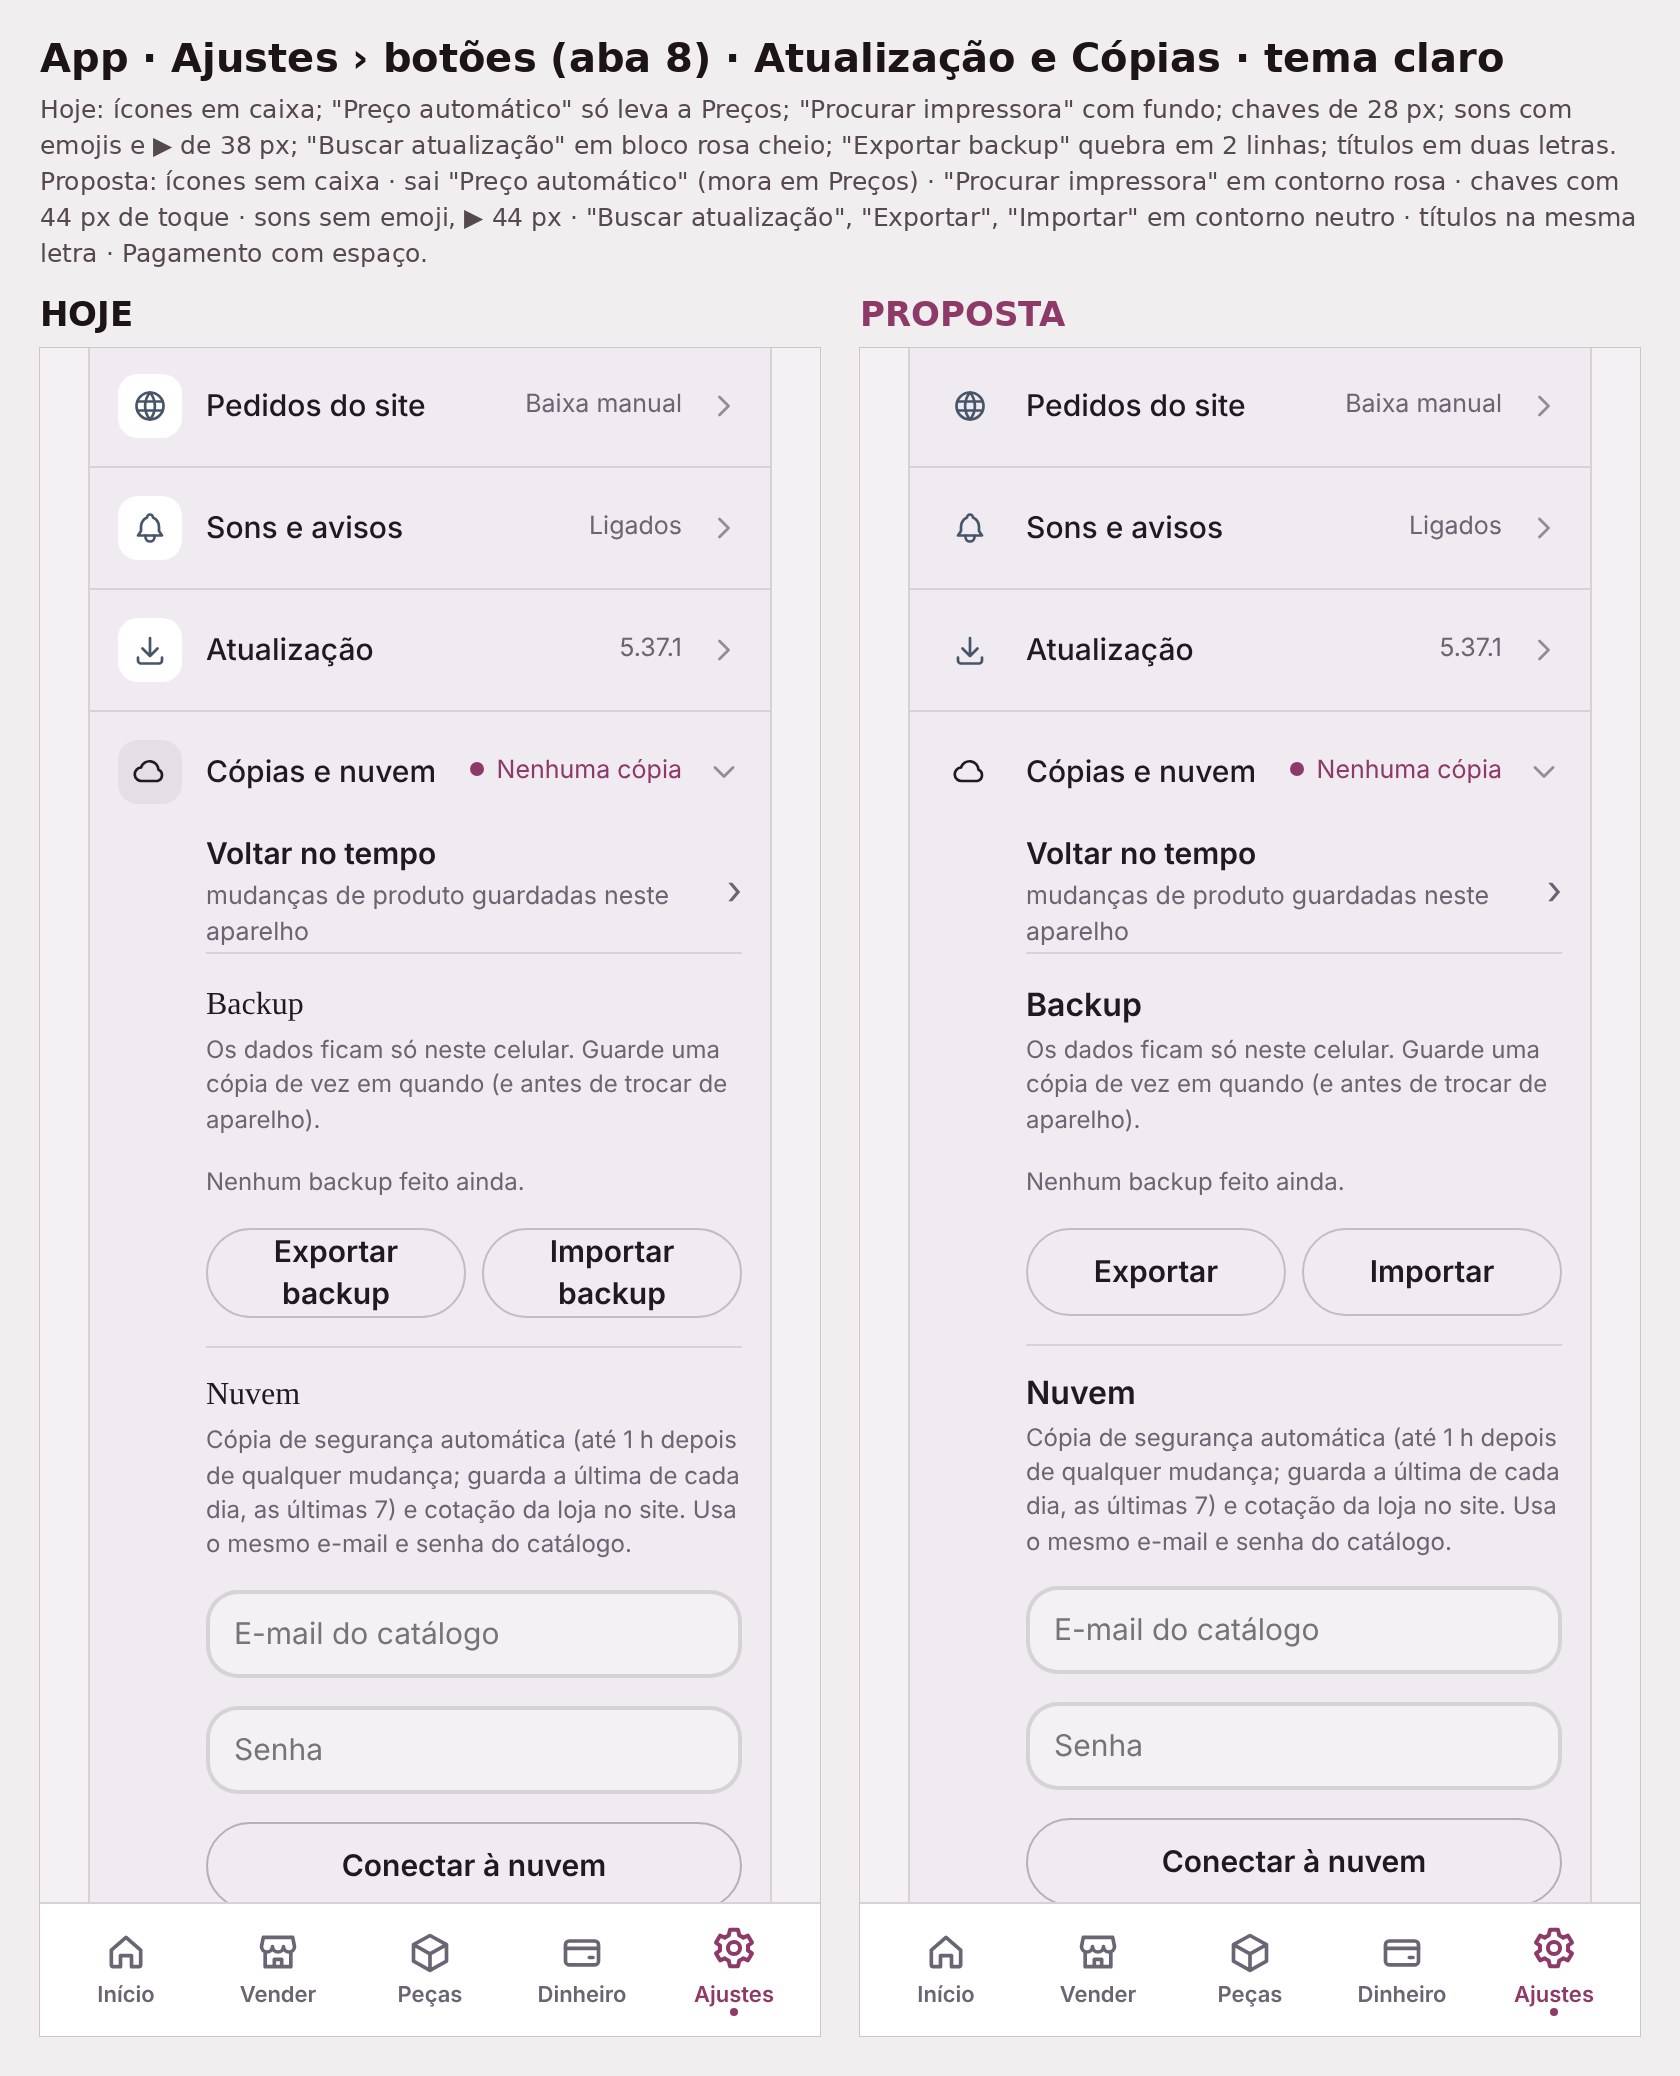 App · Ajustes › botões (aba 8) · Atualização e Cópias · tema claro
Hoje: ícones em caixa; "Preço automático" só leva a Preços; "Procurar impressora" com fundo; chaves de 28 px; sons com
emojis e ▶ de 38 px; "Buscar atualização" em bloco rosa cheio; "Exportar backup" quebra em 2 linhas; títulos em duas letras.
Proposta: ícones sem caixa · sai "Preço automático" (mora em Preços) · "Procurar impressora" em contorno rosa · chaves com
44 px de toque · sons sem emoji, ▶ 44 px · "Buscar atualização", "Exportar", "Importar" em contorno neutro · títulos na mesma
letra · Pagamento com espaço.
HOJE
Pedidos do site
Baixa manual
Sons e avisos
Ligados
Atualização
5.37.1
Cópias e nuvem
Nenhuma cópia
Voltar no tempo
mudanças de produto guardadas neste
aparelho
Backup
Os dados ficam só neste celular. Guarde uma
cópia de vez em quando (e antes de trocar de
aparelho).
Nenhum backup feito ainda.
Exportar
backup
Importar
backup
Nuvem
Cópia de segurança automática (até 1 h depois
de qualquer mudança; guarda a última de cada
dia, as últimas 7) e cotação da loja no site. Usa
o mesmo e-mail e senha do catálogo.
E-mail do catálogo
Senha
Conectar à nuvem
Início
Vender
Peças
Dinheiro
Ajustes
PROPOSTA
Pedidos do site
Baixa manual
Sons e avisos
Ligados
Atualização
5.37.1
Cópias e nuvem
Nenhuma cópia
Voltar no tempo
mudanças de produto guardadas neste
aparelho
Backup
Os dados ficam só neste celular. Guarde uma
cópia de vez em quando (e antes de trocar de
aparelho).
Nenhum backup feito ainda.
Exportar
Importar
Nuvem
Cópia de segurança automática (até 1 h depois
de qualquer mudança; guarda a última de cada
dia, as últimas 7) e cotação da loja no site. Usa
o mesmo e-mail e senha do catálogo.
E-mail do catálogo
Senha
Conectar à nuvem
Início
Vender
Peças
Dinheiro
Ajustes